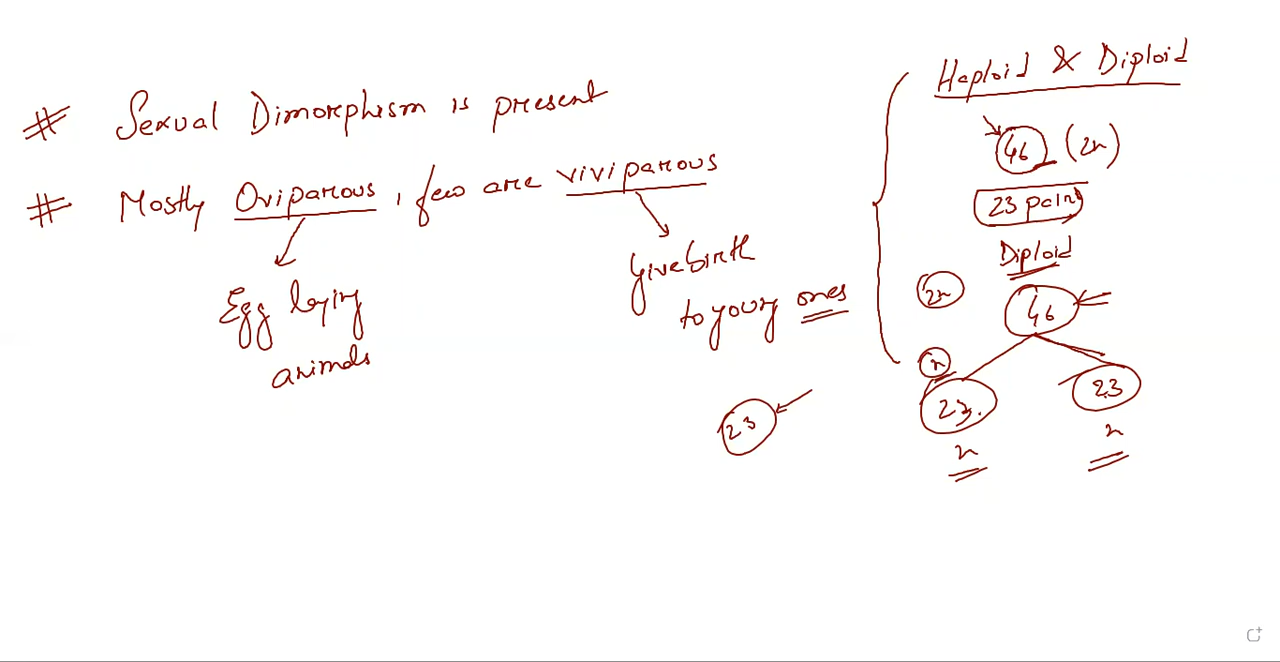 # Sexual Dimorphism is present
# Mostly Oviparous, few are viviparous
Egg laying
animals
Give birth
to young ones
23
Haploid & Diploid
46 (2n)
23 pairs
Diploid
2n 46
n
23 23
n n